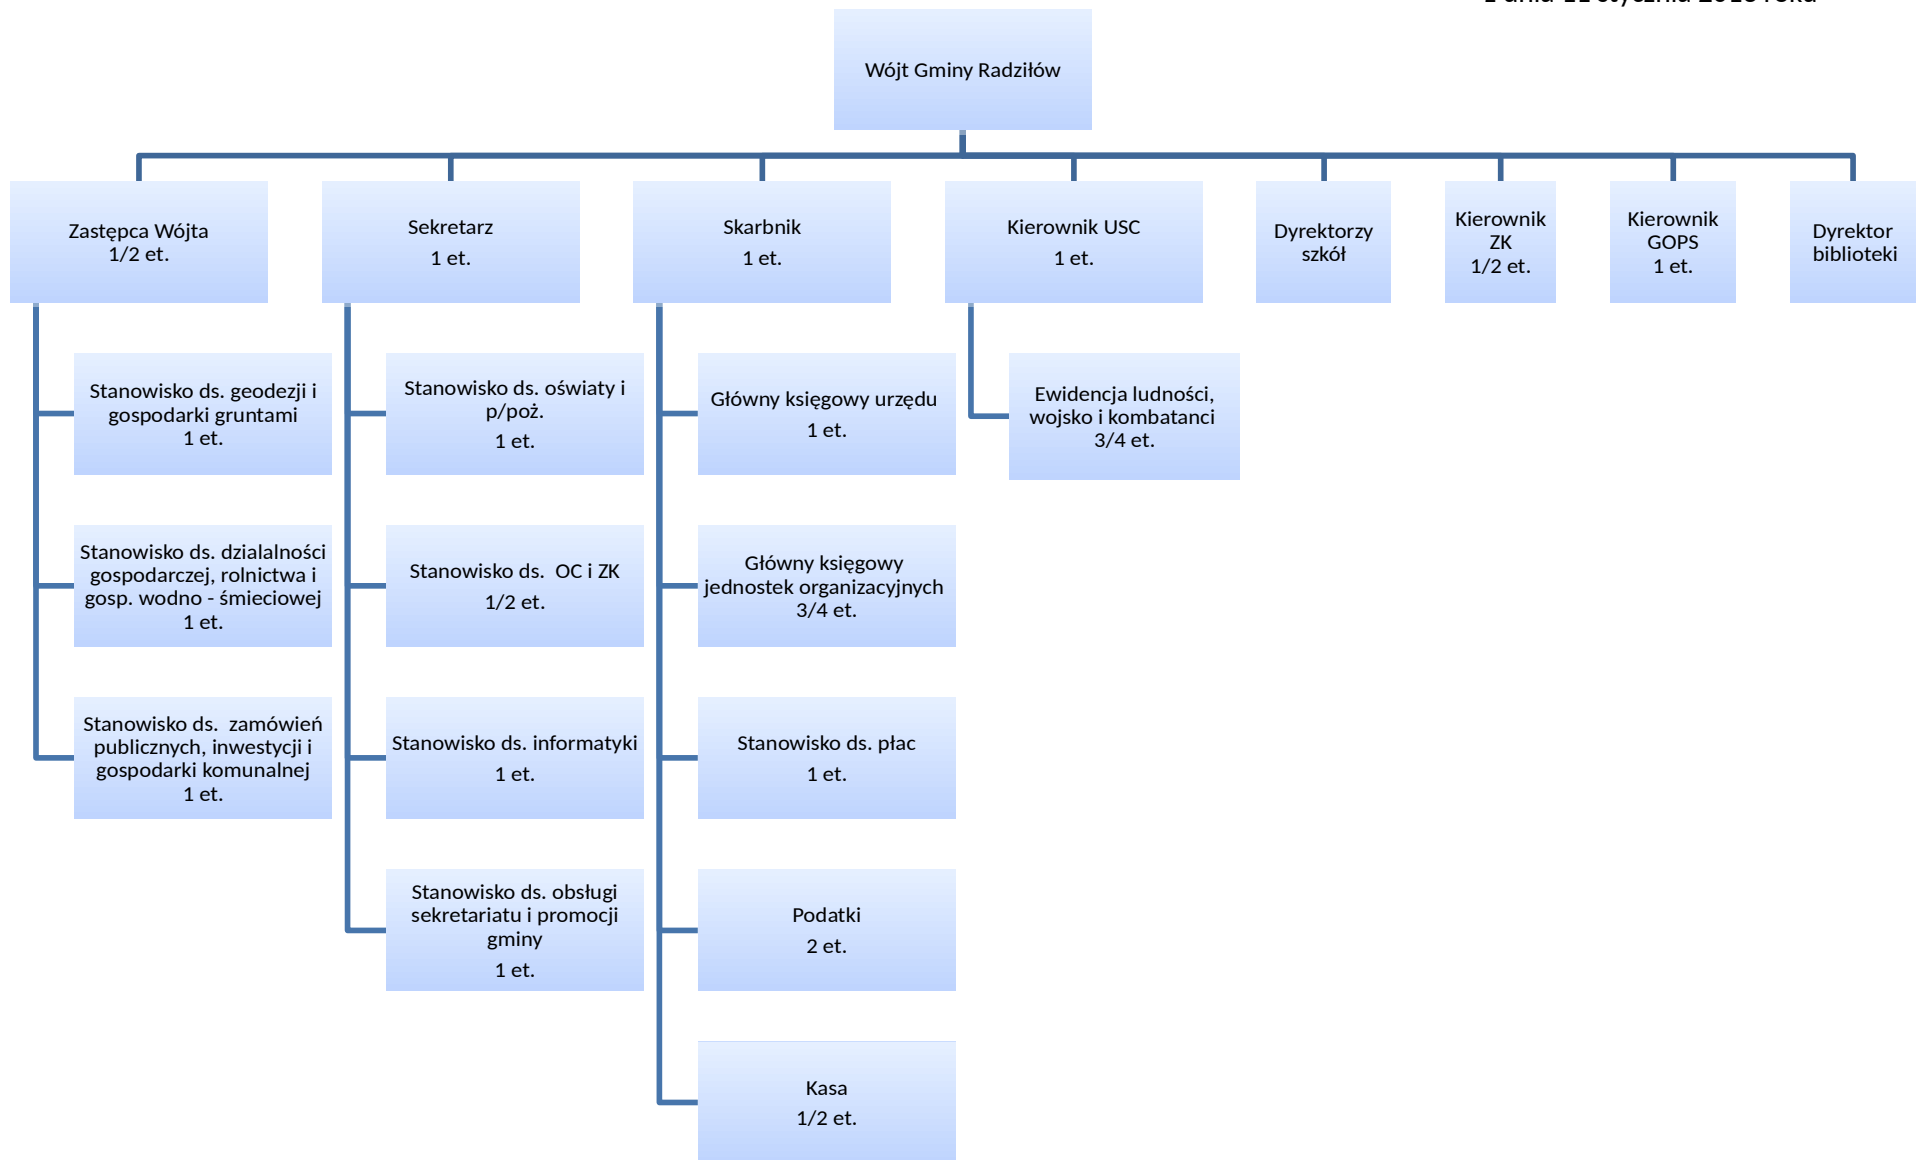 Wójt Gminy Radziłów
Zastępca Wójta
1/2 et.
Sekretarz
1 et.
Skarbnik
1 et.
Kierownik USC
1 et.
Dyrektorzy
szkół
Kierownik
ZK
1/2 et.
Kierownik
GOPS
1 et.
Dyrektor
biblioteki
Stanowisko ds. geodezji i
gospodarki gruntami
1 et.
Stanowisko ds. dzialalności
gospodarczej, rolnictwa i
gosp. wodno - śmieciowej
1 et.
Stanowisko ds. zamówień
publicznych, inwestycji i
gospodarki komunalnej
1 et.
Stanowisko ds. oświaty i
p/poż.
1 et.
Stanowisko ds. OC i ZK
1/2 et.
Stanowisko ds. informatyki
1 et.
Stanowisko ds. obsługi
sekretariatu i promocji
gminy
1 et.
Główny księgowy urzędu
1 et.
Główny księgowy
jednostek organizacyjnych
3/4 et.
Stanowisko ds. płac
1 et.
Podatki
2 et.
Kasa
1/2 et.
Ewidencja ludności,
wojsko i kombatanci
3/4 et.